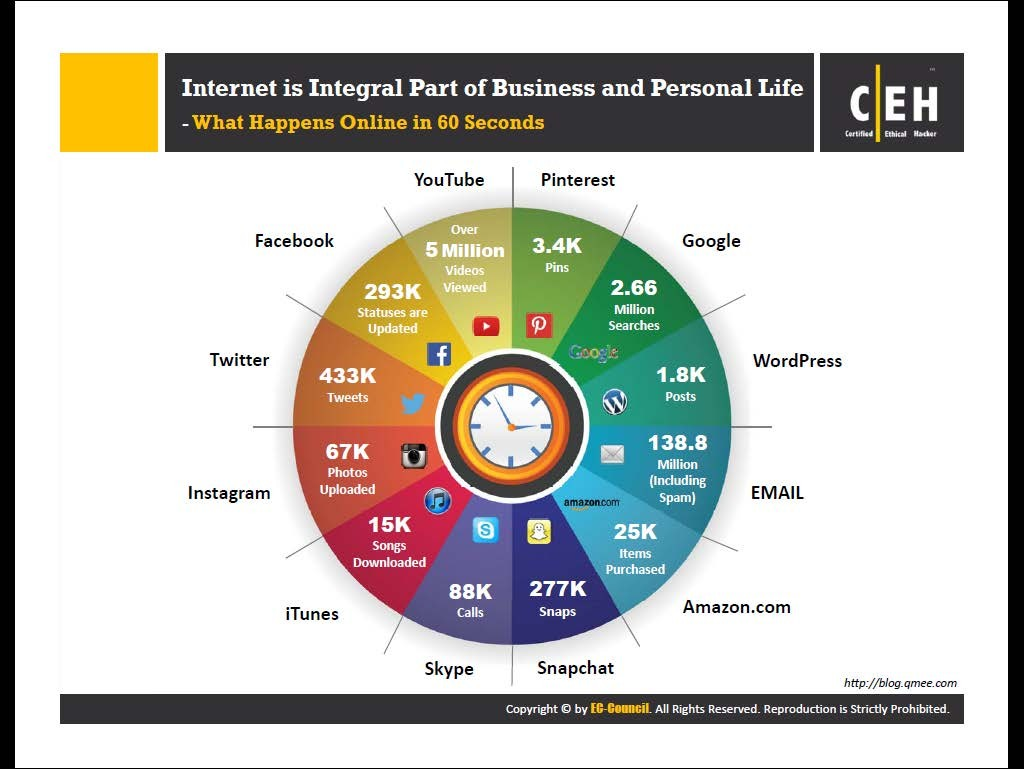 Internet is Integral Part of Business and Personal Life
- What Happens Online in 60 Seconds
C|EH
™
Certified Ethical Hacker
YouTube
Over
5 Million
Videos
Viewed
Pinterest
3.4K
Pins
Google
2.66
Million
Searches
Google
WordPress
1.8K
Posts
EMAIL
138.8
Million
(Including
Spam)
Amazon.com
amazon.com
25K
Items
Purchased
Snapchat
277K
Snaps
Skype
88K
Calls
iTunes
15K
Songs
Downloaded
Instagram
67K
Photos
Uploaded
Twitter
433K
Tweets
Facebook
293K
Statuses are
Updated
http://blog.qmee.com
Copyright © by EC-Council. All Rights Reserved. Reproduction is Strictly Prohibited.